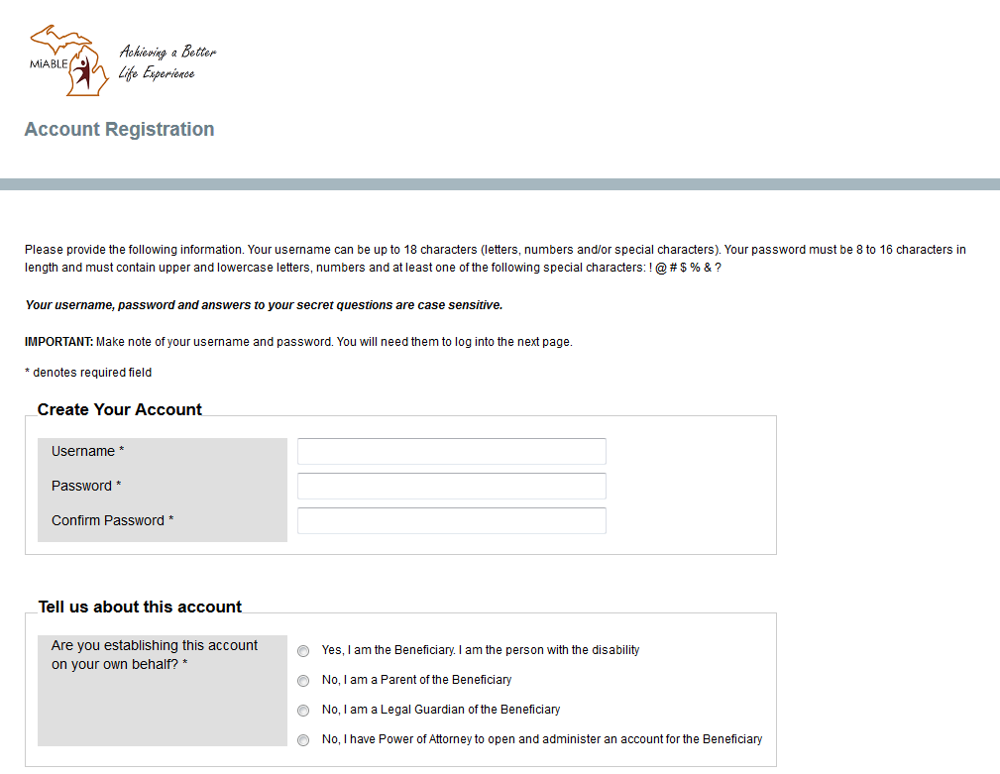 MiABLE
Achieving a Better
Life Experience
Account Registration
Please provide the following information. Your username can be up to 18 characters (letters, numbers and/or special characters). Your password must be 8 to 16 characters in
length and must contain upper and lowercase letters, numbers and at least one of the following special characters: ! @ # $ % & ?
Your username, password and answers to your secret questions are case sensitive.
IMPORTANT: Make note of your username and password. You will need them to log into the next page.
* denotes required field
Create Your Account
Username *
Password *
Confirm Password *
Tell us about this account
Are you establishing this account
on your own behalf? *
Yes, I am the Beneficiary. I am the person with the disability
No, I am a Parent of the Beneficiary
No, I am a Legal Guardian of the Beneficiary
No, I have Power of Attorney to open and administer an account for the Beneficiary